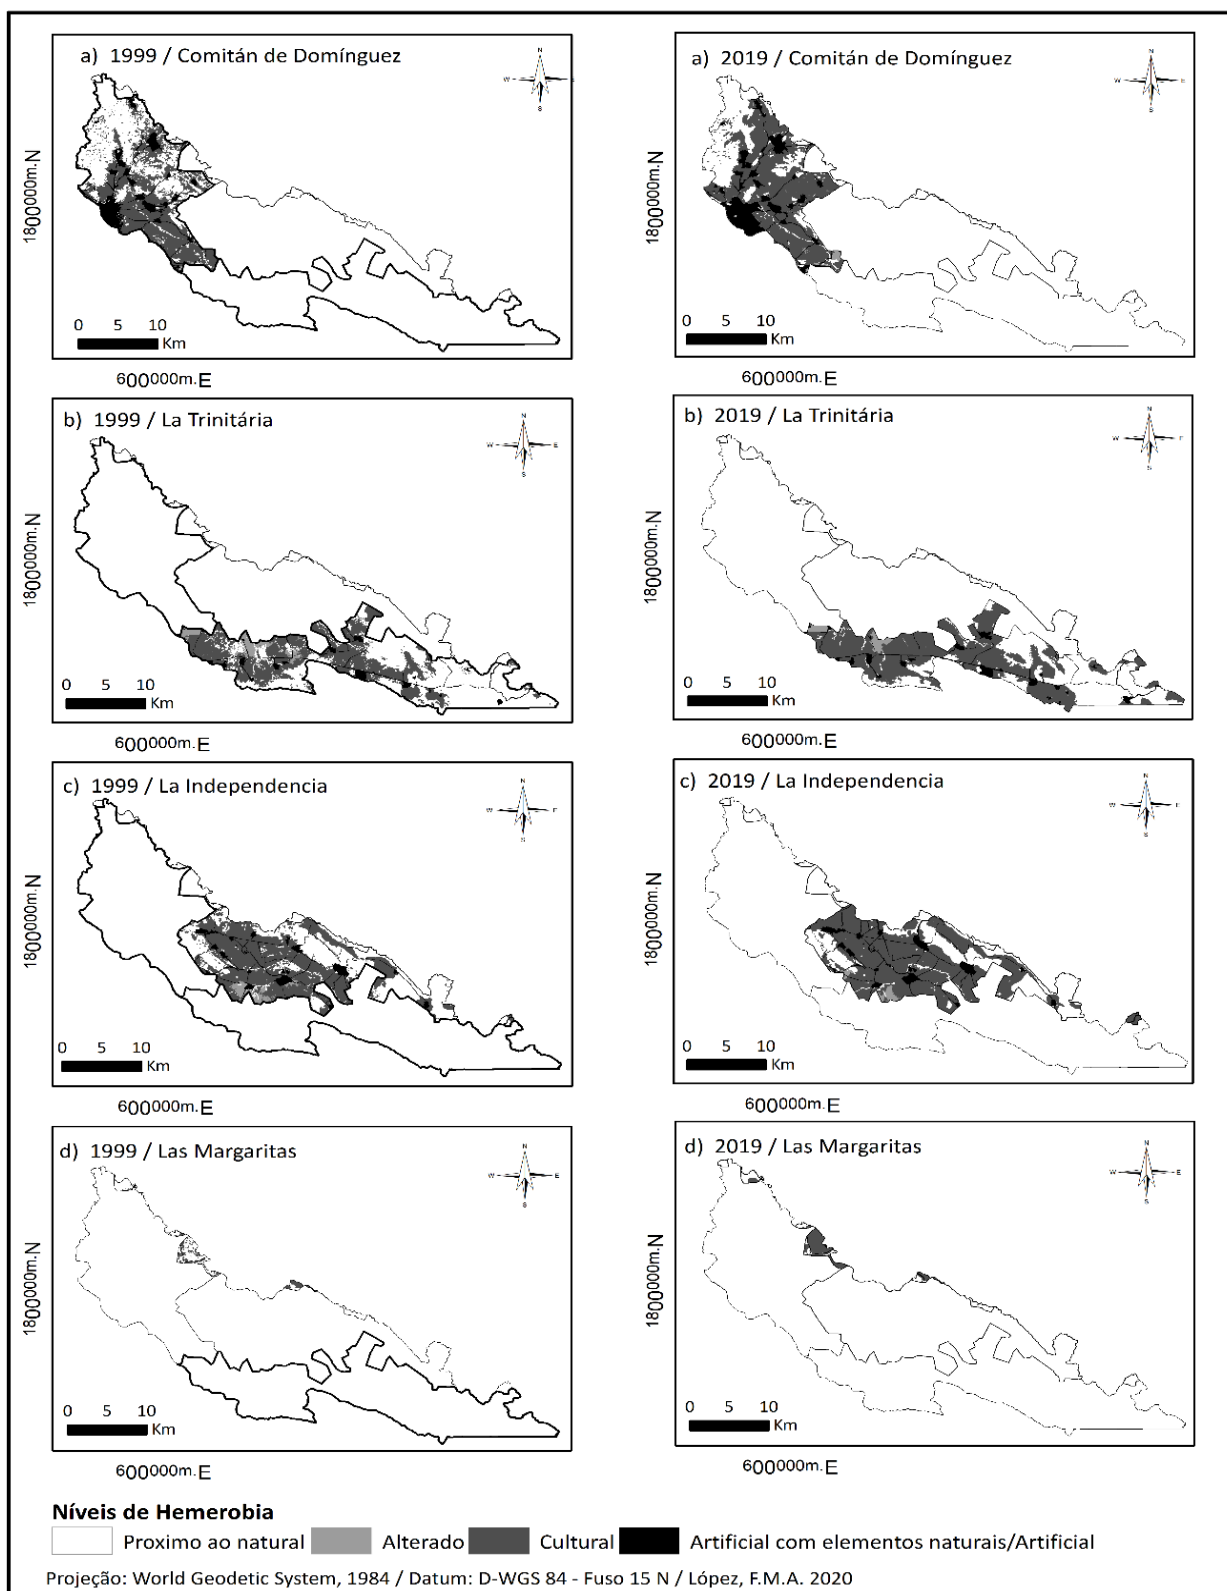 a) 1999 / Comitán de Domínguez
N
W
S
1800000m.N
0 5 10
Km
600000m.E
a) 2019 / Comitán de Domínguez
N
W E
S
1800000m.N
0 5 10
Km
600000m.E
b) 1999 / La Trinitária
N
W E
S
1800000m.N
0 5 10
Km
600000m.E
b) 2019 / La Trinitária
N
W
S
1800000m.N
0 5 10
Km
600000m.E
c) 1999 / La Independencia
N
W
S
1800000m.N
0 5 10
Km
600000m.E
c) 2019 / La Independencia
N
W
S
1800000m.N
0 5 10
Km
600000m.E
d) 1999 / Las Margaritas
N
W E
S
1800000m.N
0 5 10
Km
600000m.E
d) 2019 / Las Margaritas
N
W E
S
1800000m.N
0 5 10
Km
600000m.E
Níveis de Hemerobia
Proximo ao natural Alterado Cultural Artificial com elementos naturais/Artificial
Projeção: World Geodetic System, 1984 / Datum: D-WGS 84 - Fuso 15 N / López, F.M.A. 2020